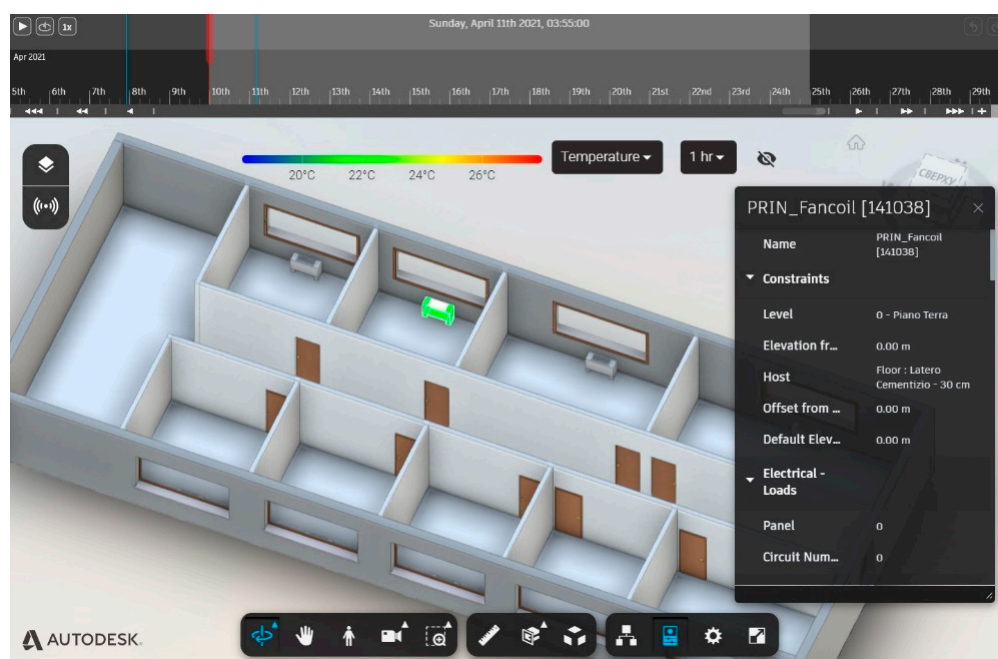 1x
Sunday, April 11th 2021, 03:55:00
Apr 2021
5th 6th 7th 8th 9th 10th 11th 12th 13th 14th 15th 16th 17th 18th 19th 20th 21st 22nd 23rd 24th 25th 26th 27th 28th 29th
Temperature
1 hr
20°C 22°C 24°C 26°C
СВЕРХУ
PRIN_Fancoil [141038]
Name PRIN_Fancoil
[141038]
Constraints
Level 0 - Piano Terra
Elevation fr... 0.00 m
Host Floor : Latero
Cementizio - 30 cm
Offset from ... 0.00 m
Default Elev... 0.00 m
Electrical -
Loads
Panel 0
Circuit Num... 0
AUTODESK.